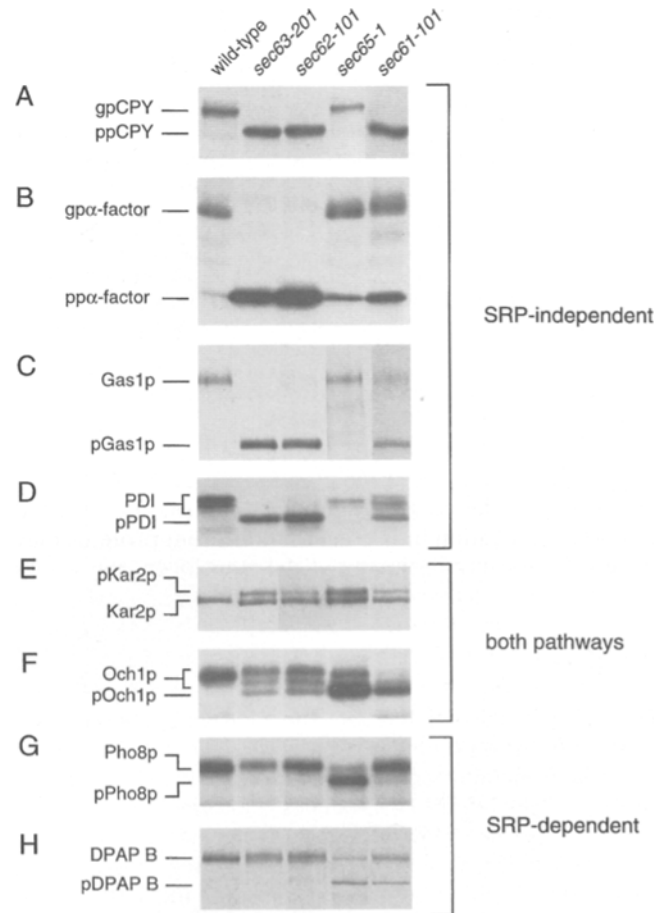 wild-type
sec63-201
sec62-101
sec65-1
sec61-101
A
gpCPY
ppCPY
B
gpα-factor
ppα-factor
SRP-independent
C
Gas1p
pGas1p
D
PDI
pPDI
E
pKar2p
Kar2p
both pathways
F
Och1p
pOch1p
G
Pho8p
pPho8p
SRP-dependent
H
DPAP B
pDPAP B